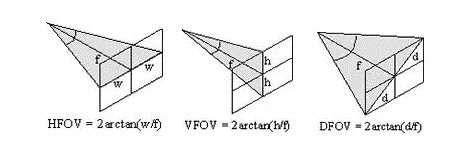 f
w
w
HFOV = 2arctan(w/f)
f
h
h
VFOV = 2arctan(h/f)
f
d
d
DFOV = 2arctan(d/f)